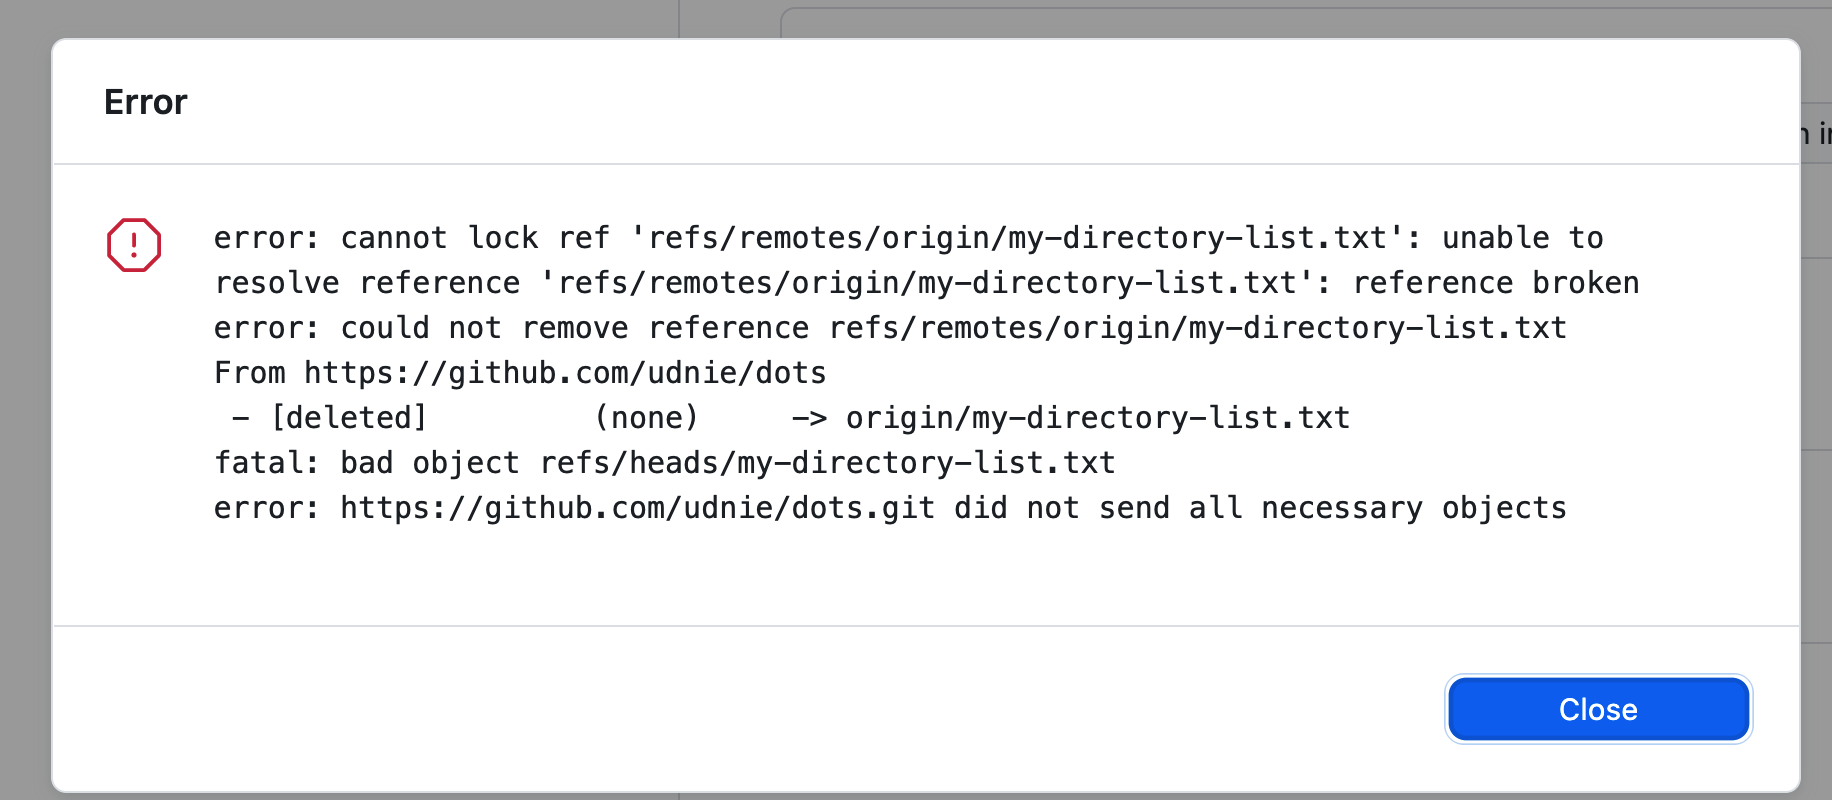 Error
n i
error: cannot lock ref 'refs/remotes/origin/my-directory-list.txt': unable to
resolve reference 'refs/remotes/origin/my-directory-list.txt': reference broken
error: could not remove reference refs/remotes/origin/my-directory-list.txt
From https://github.com/udnie/dots
 - [deleted]         (none)     -> origin/my-directory-list.txt
fatal: bad object refs/heads/my-directory-list.txt
error: https://github.com/udnie/dots.git did not send all necessary objects
Close